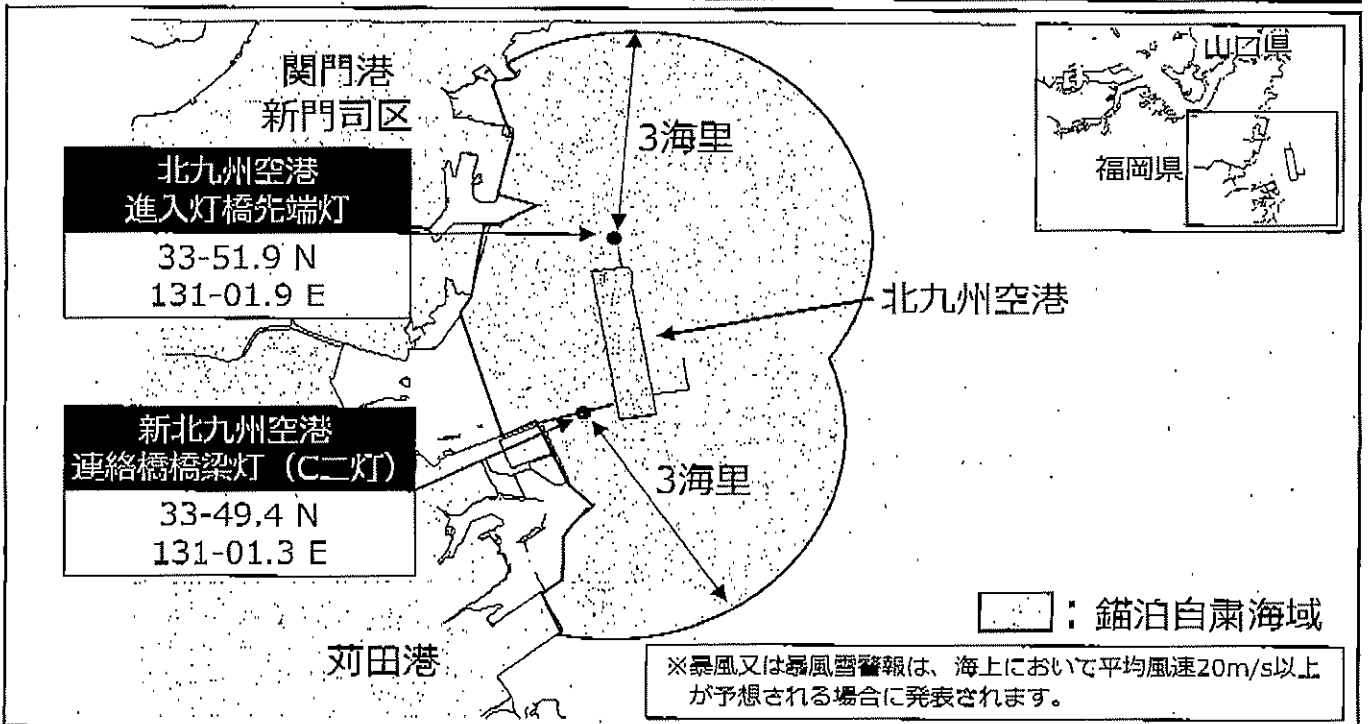 関門港
新門司区
3海里
山口県
福岡県
北九州空港
進入灯橋先端灯
33-51.9 N
131-01.9 E
北九州空港
新北九州空港
連絡橋橋梁灯（C二灯）
33-49.4 N
131-01.3 E
3海里
苅田港
：錨泊自粛海域
※暴風又は暴風雪警報は、海上において平均風速20m/s以上
が予想される場合に発表されます。